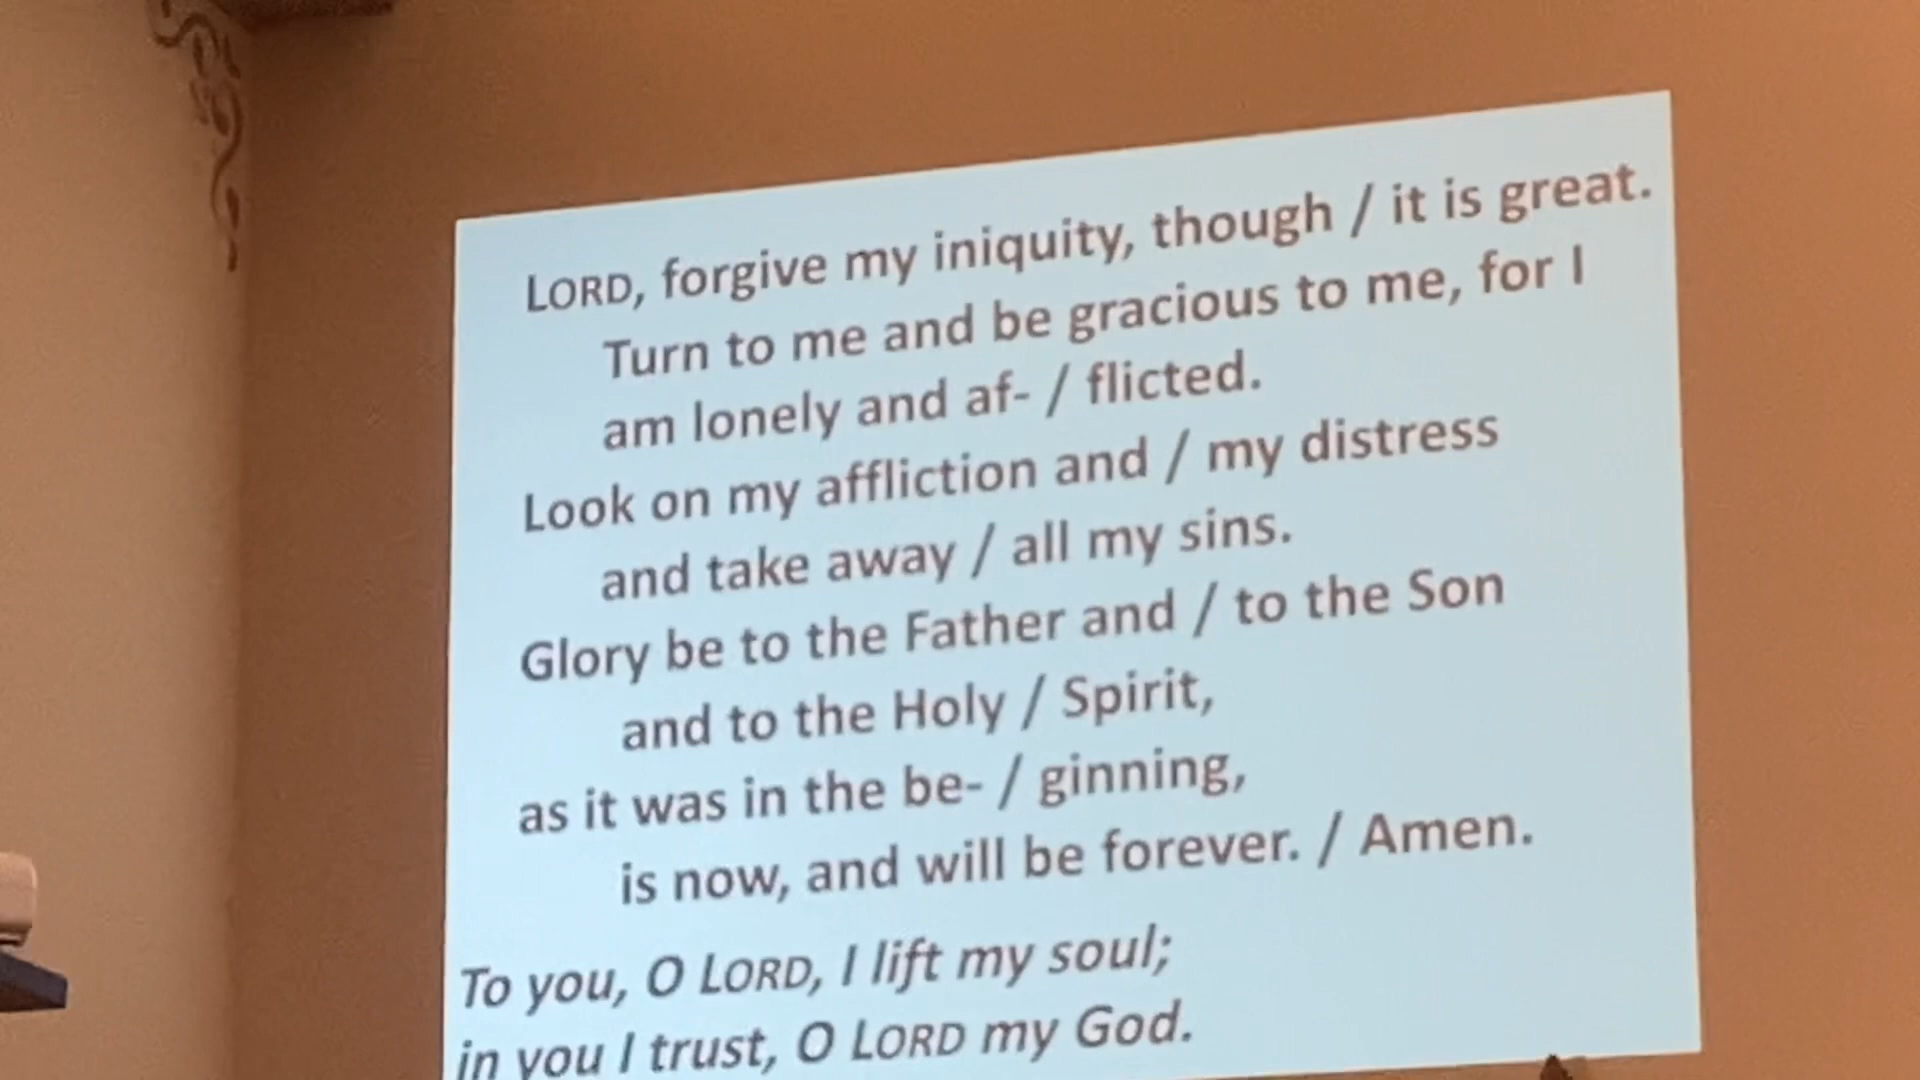 LORD, forgive my iniquity, though / it is great.
Turn to me and be gracious to me, for I
am lonely and af- / flicted.
Look on my affliction and / my distress
and take away / all my sins.
Glory be to the Father and / to the Son
and to the Holy / Spirit,
as it was in the be- / ginning,
is now, and will be forever. / Amen.
To you, O LORD, I lift my soul;
in you I trust, O LORD my God.